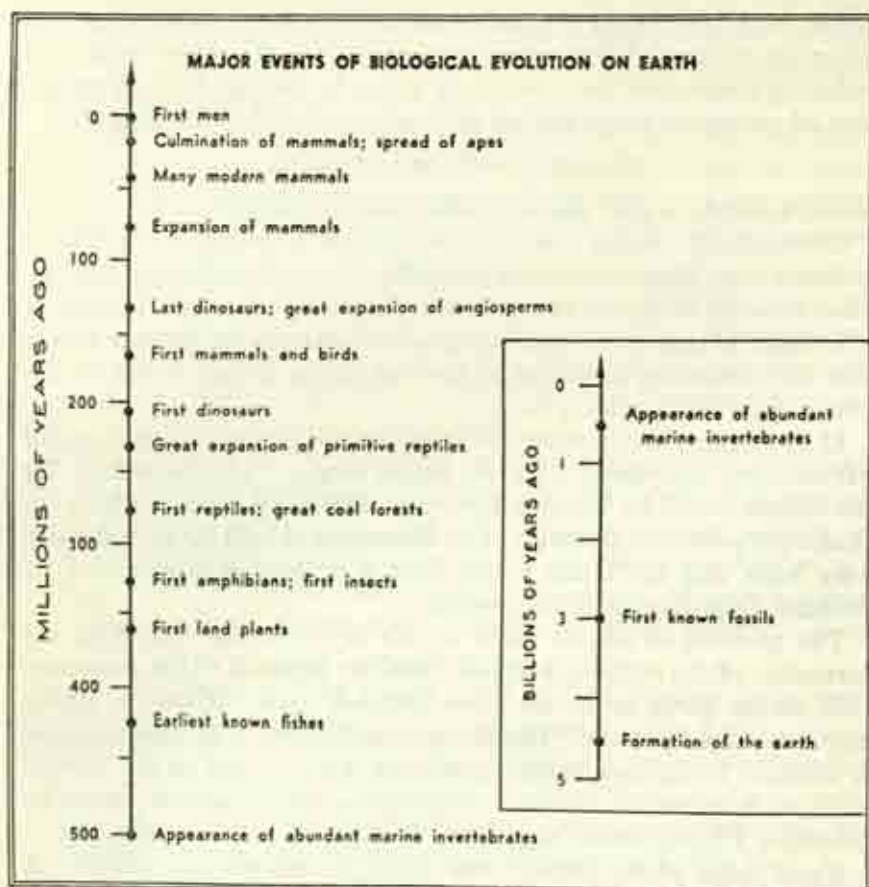 MAJOR EVENTS OF BIOLOGICAL EVOLUTION ON EARTH
MILLIONS OF YEARS AGO
0
First men
Culmination of mammals; spread of apes
Many modern mammals
Expansion of mammals
100
Last dinosaurs; great expansion of angiosperms
First mammals and birds
200
First dinosaurs
Great expansion of primitive reptiles
First reptiles; great coal forests
300
First amphibians; first insects
First land plants
400
Earliest known fishes
500
Appearance of abundant marine invertebrates
BILLIONS OF YEARS AGO
0
Appearance of abundant
marine invertebrates
1
3
First known fossils
Formation of the earth
5